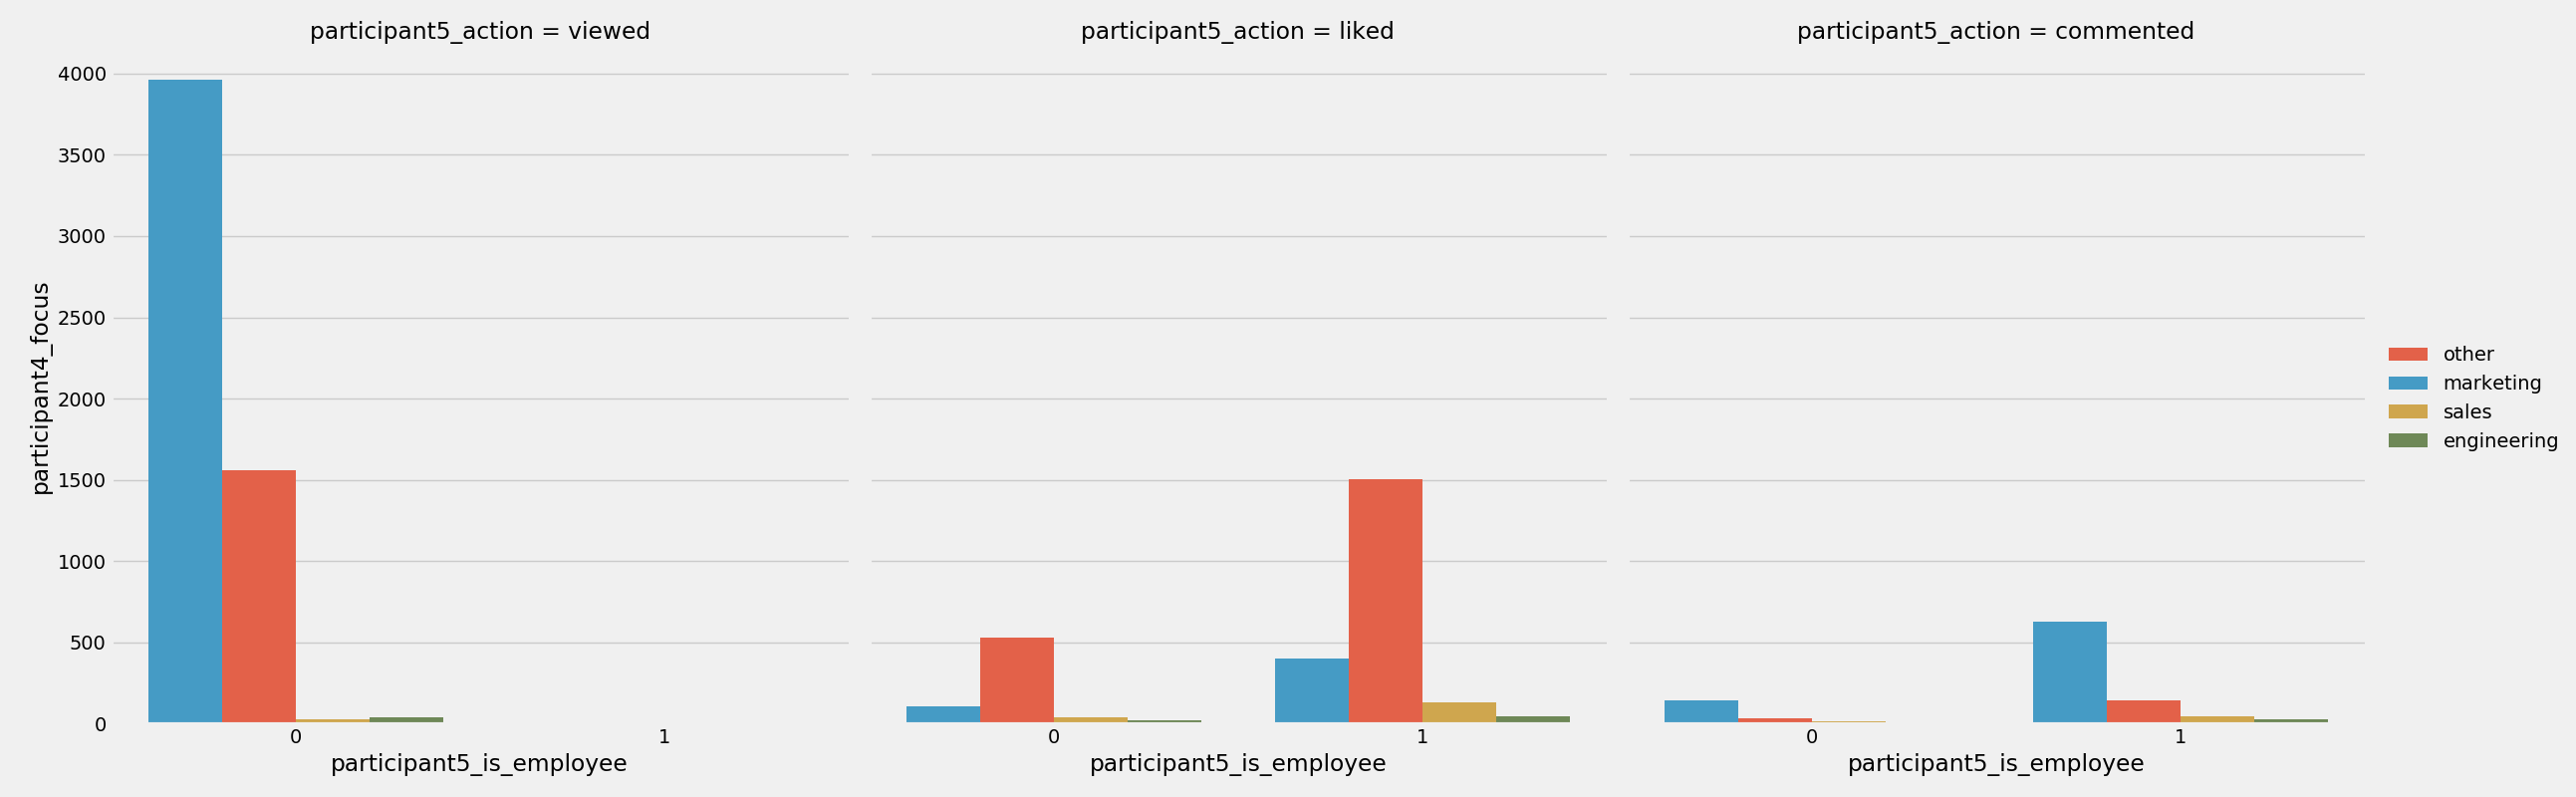 participant5_action = viewed
participant5_action = liked
participant5_action = commented
participant4_focus
4000
3500
3000
2500
2000
1500
1000
500
0
0 1
0 1
0 1
participant5_is_employee
participant5_is_employee
participant5_is_employee
other
marketing
sales
engineering